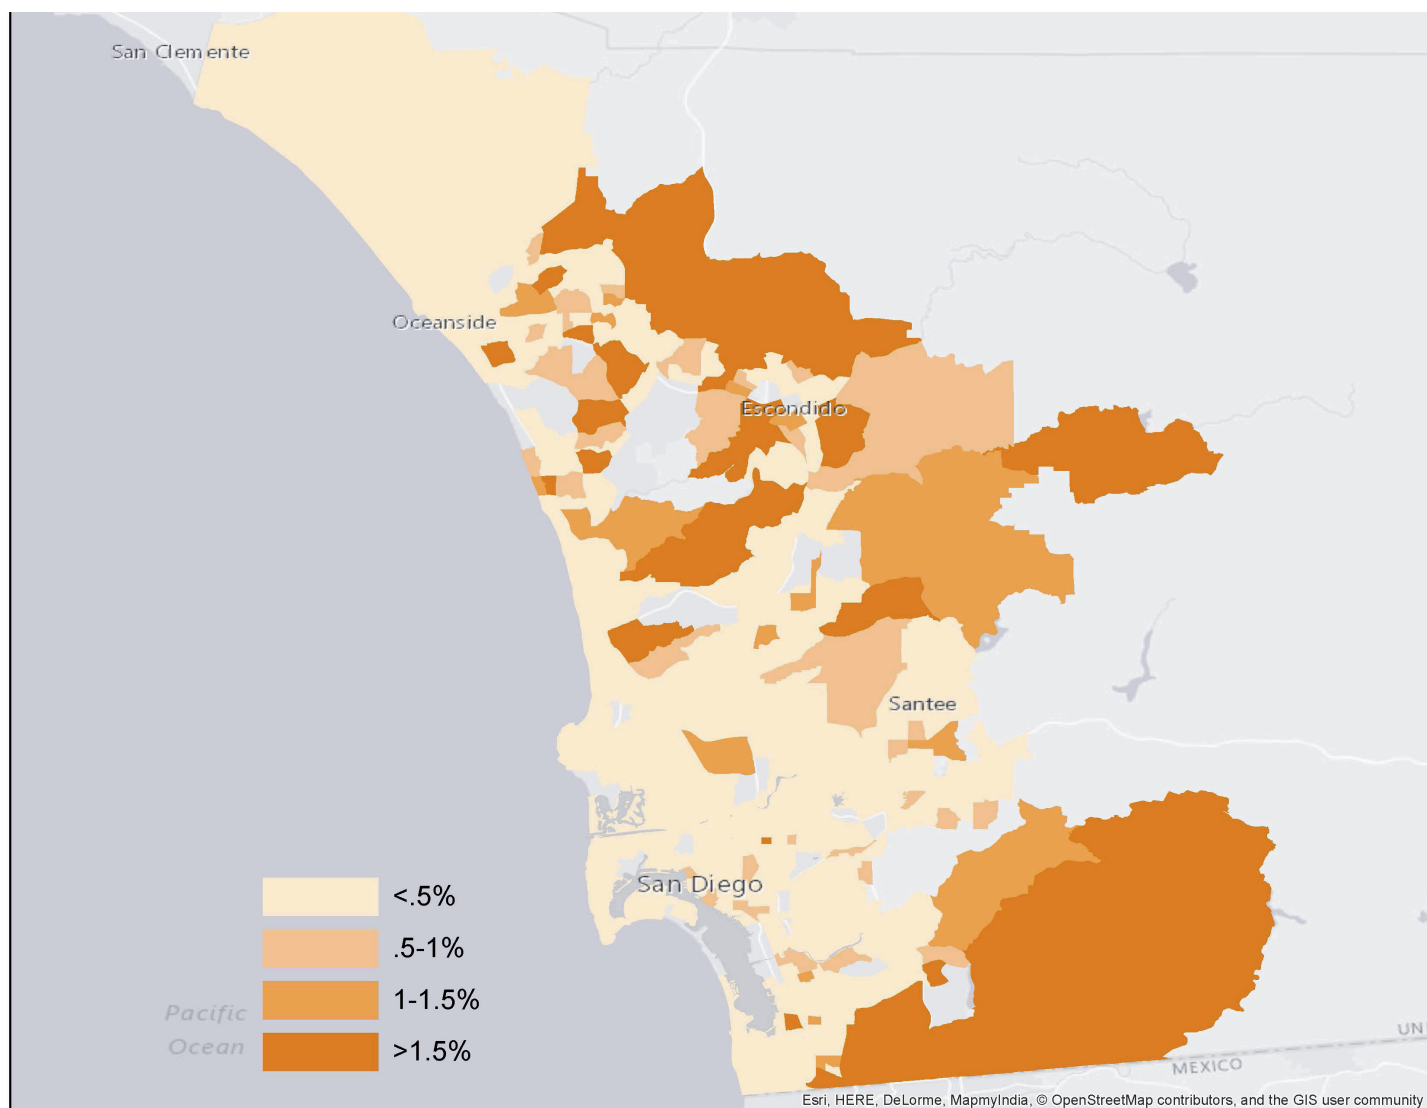 San Clemente
Oceanside
Escondido
Santee
San Diego
<.5%
.5-1%
1-1.5%
>1.5%
Pacific
Ocean
UN
MEXICO
Esri, HERE, DeLorme, MapmyIndia, © OpenStreetMap contributors, and the GIS user community